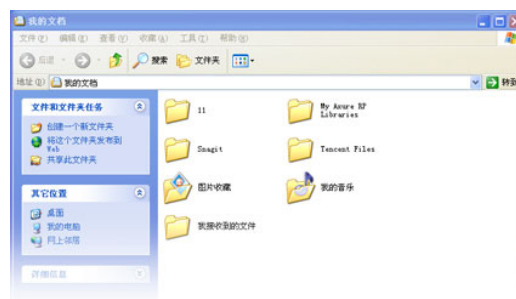 我的文档
文件(F) 编辑(E) 查看(V) 收藏(A) 工具(T) 帮助(H)
后退 搜索 文件夹
地址(D) 我的文档 转到
文件和文件夹任务
创建一个新文件夹
将这个文件夹发布到
Web
共享此文件夹
其它位置
桌面
我的电脑
网上邻居
详细信息
11
My Axure RP
Libraries
Snagit
Tencent Files
图片收藏
我的音乐
我接收到的文件